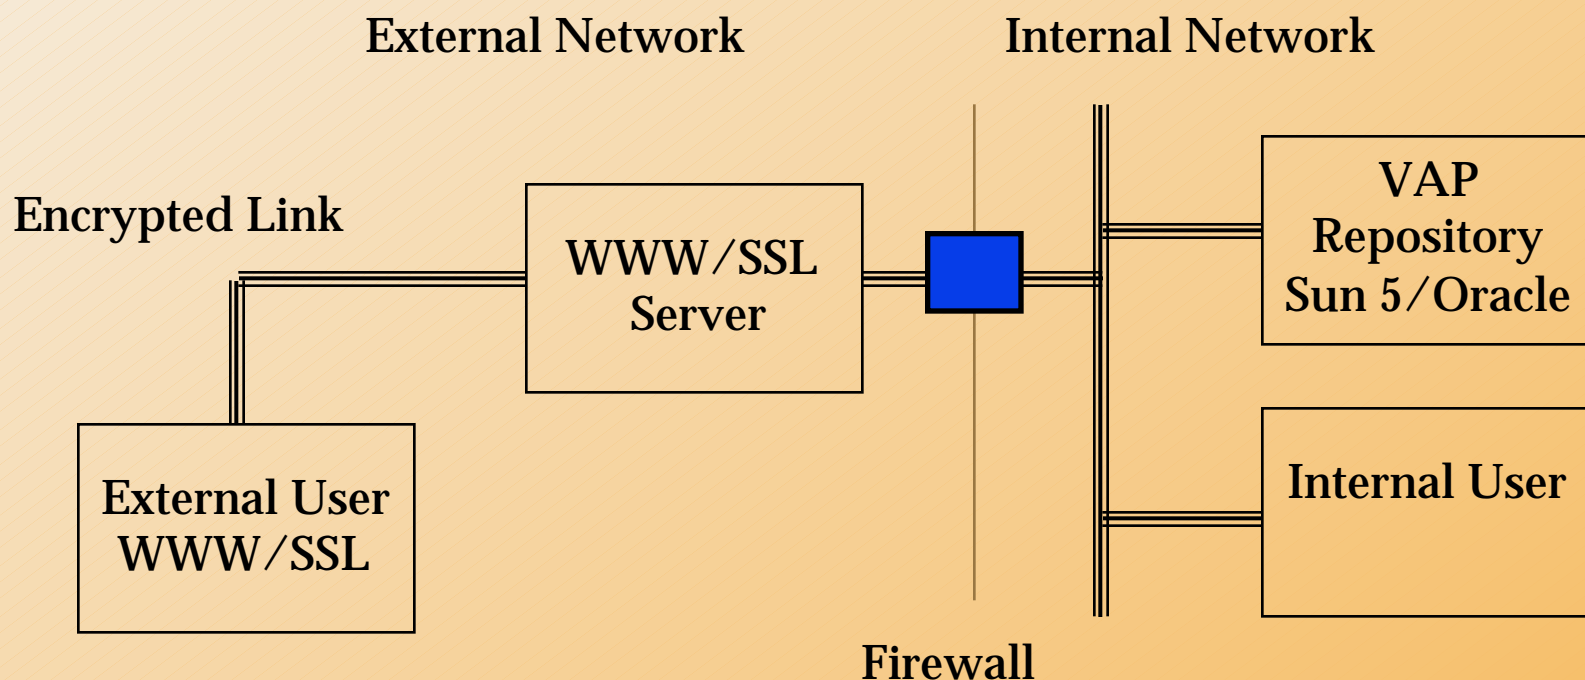 External Network
Internal Network
Encrypted Link
WWW/SSL
Server
VAP
Repository
Sun 5/Oracle
External User
WWW/SSL
Internal User
Firewall